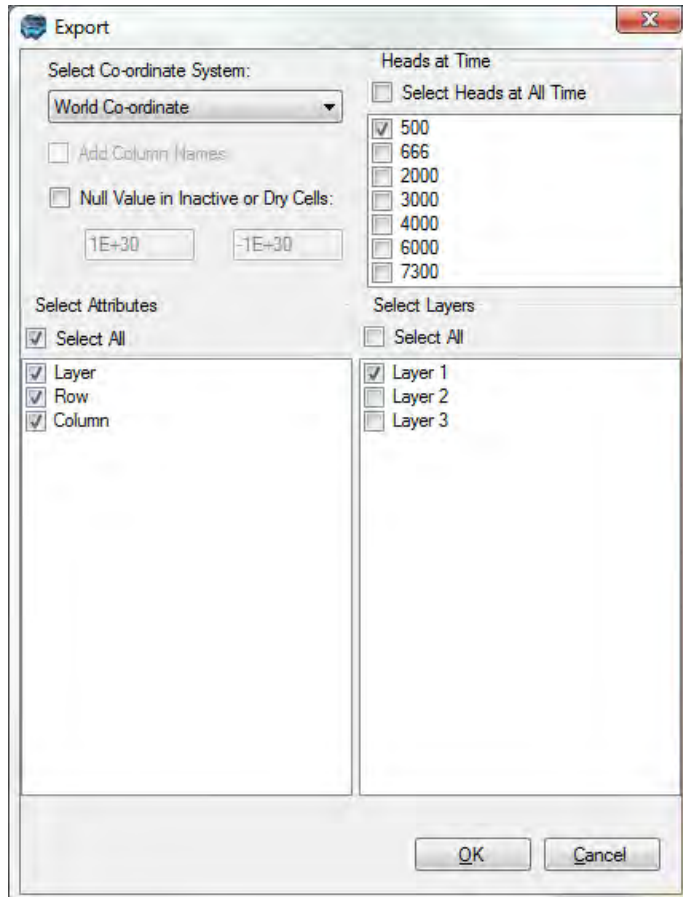 Export
Select Co-ordinate System:
World Co-ordinate
Add Column Names
Null Value in Inactive or Dry Cells:
1E+30
-1E+30
Heads at Time
Select Heads at All Time
500
666
2000
3000
4000
6000
7300
Select Attributes
Select All
Layer
Row
Column
Select Layers
Select All
Layer 1
Layer 2
Layer 3
OK
Cancel